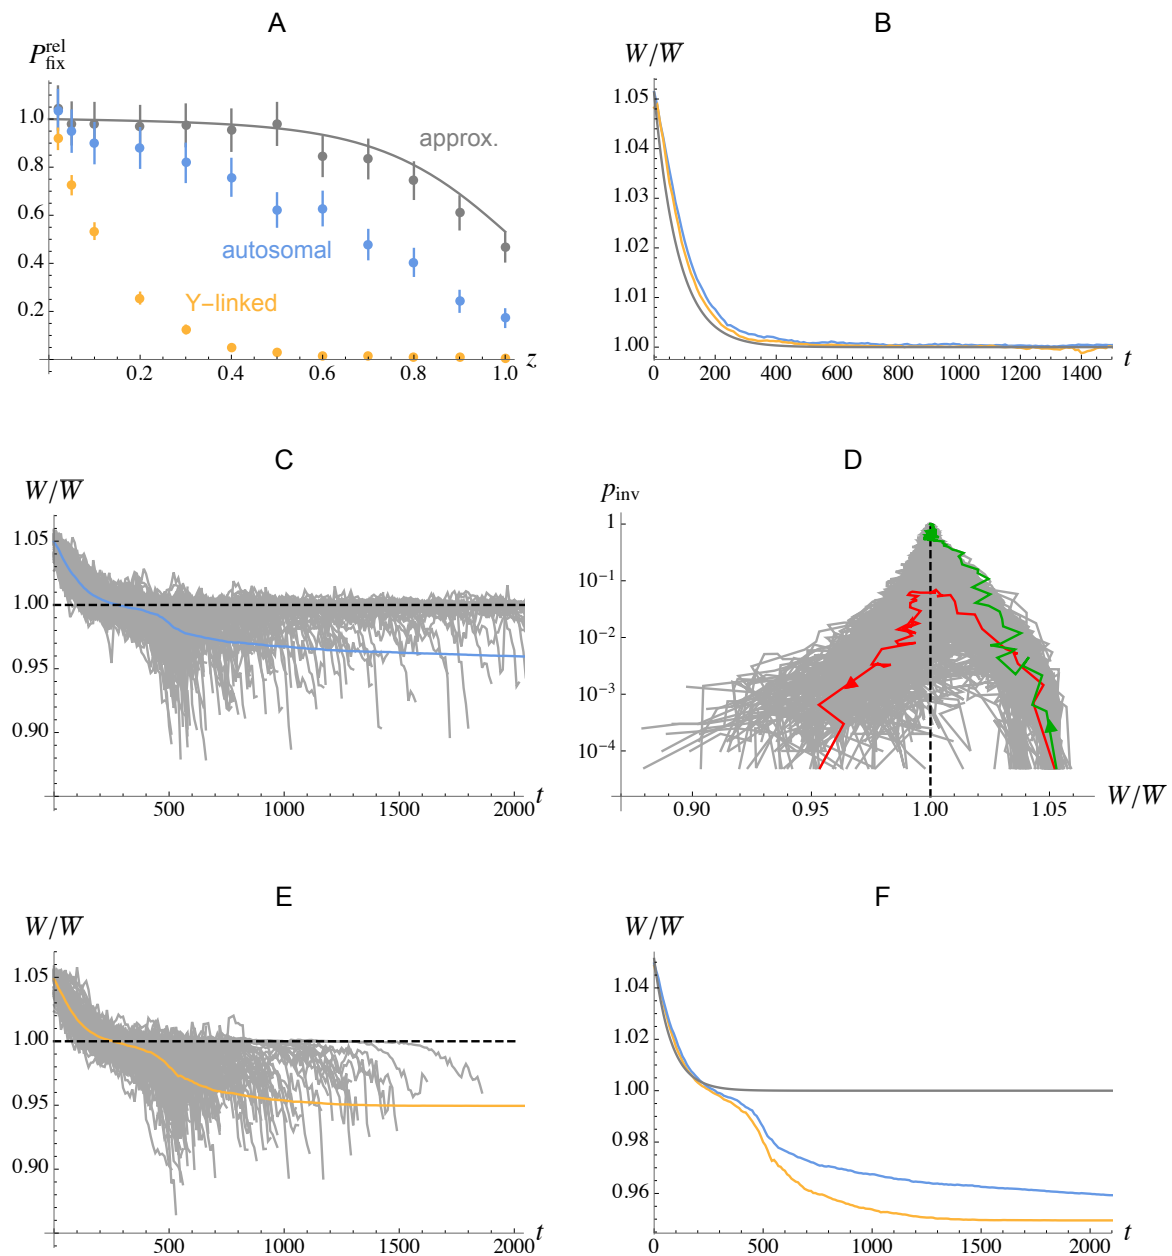 A
P_fix^rel
1.0
0.8
0.6
0.4
0.2
0.2 0.4 0.6 0.8 1.0 z
approx.
autosomal
Y−linked
B
W/W̅
1.05
1.04
1.03
1.02
1.01
1.00
0 200 400 600 800 1000 1200 1400 t
C
W/W̅
1.05
1.00
0.95
0.90
500 1000 1500 2000 t
D
p_inv
1
10^−1
10^−2
10^−3
10^−4
0.90 0.95 1.00 1.05 W/W̅
E
W/W̅
1.05
1.00
0.95
0.90
0 500 1000 1500 2000 t
F
W/W̅
1.04
1.02
1.00
0.98
0.96
0 500 1000 1500 2000 t